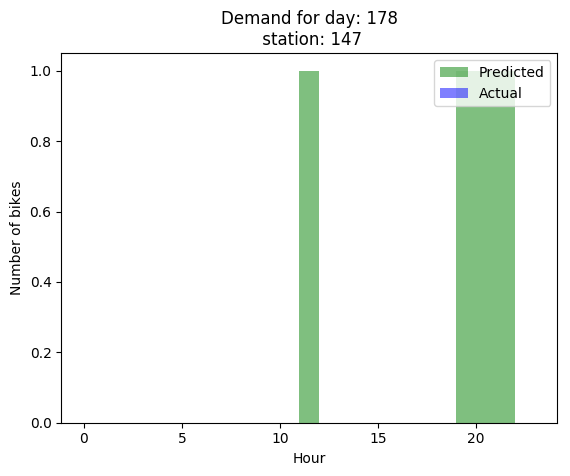 Demand for day: 178
station: 147
Predicted
Actual
1.0
0.8
0.6
0.4
0.2
0.0
Number of bikes
0 5 10 15 20
Hour